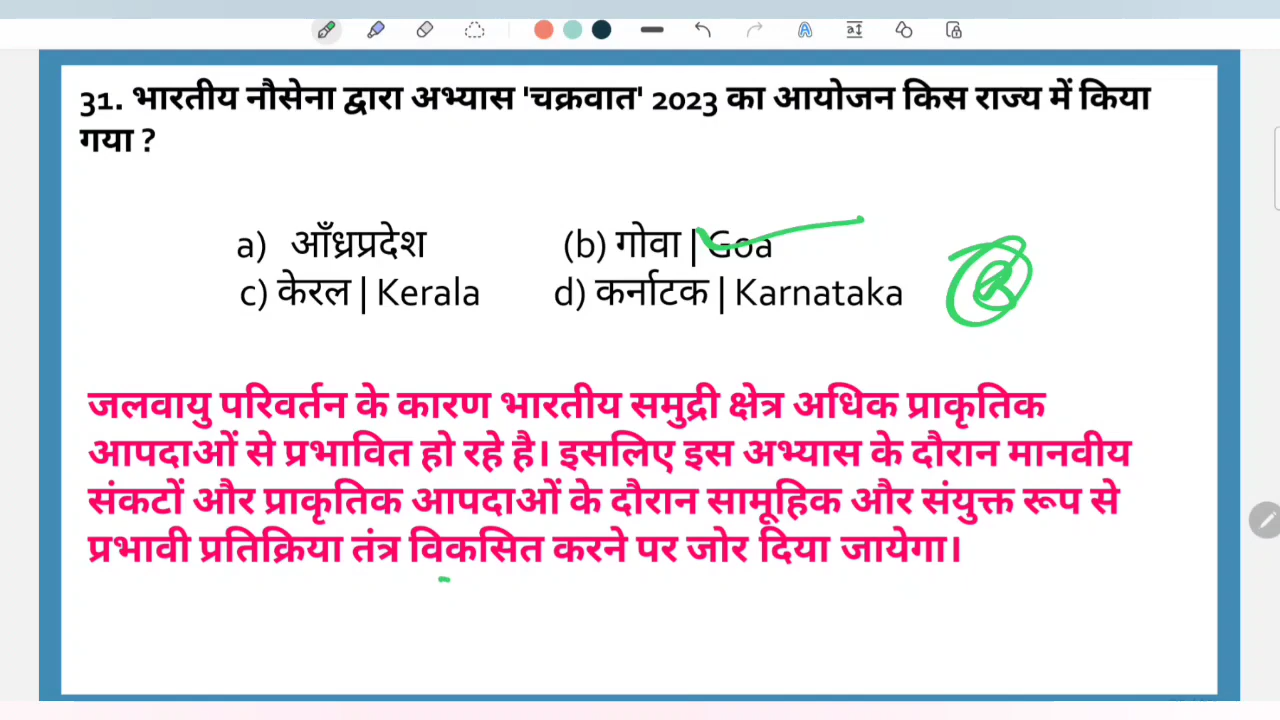 31. भारतीय नौसेना द्वारा अभ्यास 'चक्रवात' 2023 का आयोजन किस राज्य में किया
गया ?
a) आँध्रप्रदेश (b) गोवा | Goa
c) केरल | Kerala d) कर्नाटक | Karnataka
जलवायु परिवर्तन के कारण भारतीय समुद्री क्षेत्र अधिक प्राकृतिक
आपदाओं से प्रभावित हो रहे है। इसलिए इस अभ्यास के दौरान मानवीय
संकटों और प्राकृतिक आपदाओं के दौरान सामूहिक और संयुक्त रूप से
प्रभावी प्रतिक्रिया तंत्र विकसित करने पर जोर दिया जायेगा।